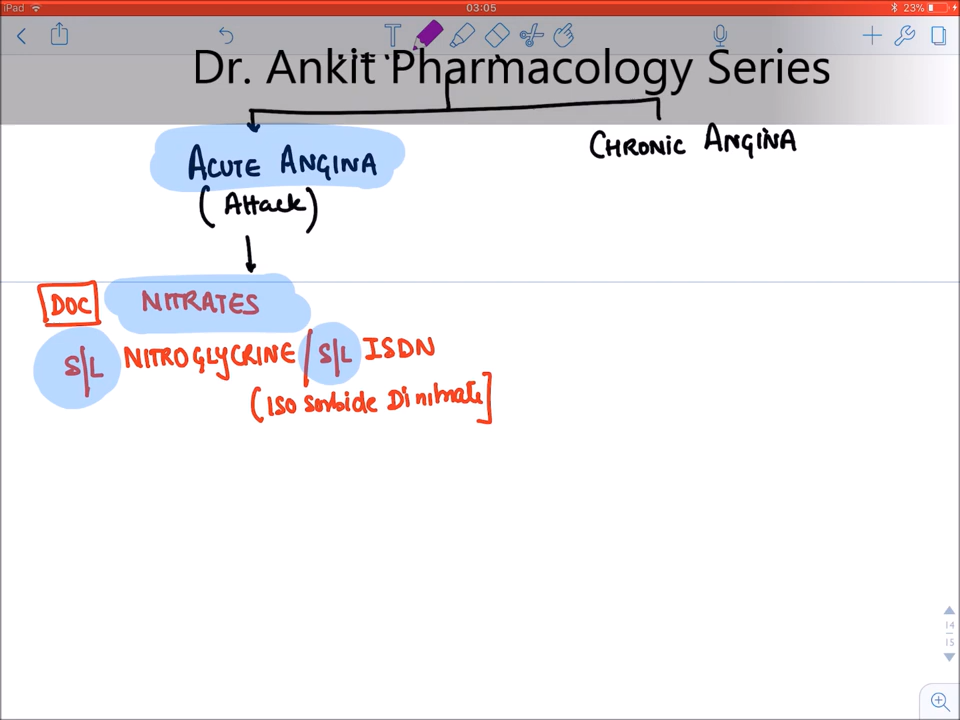 iPad 03:05 23%
Dr. Ankit Pharmacology Series
ACUTE ANGINA
CHRONIC ANGINA
(Attack)
DOC NITRATES
S/L NITROGLYCRINE / S/L ISDN
(Iso sorbide Dinitrate]
14
15